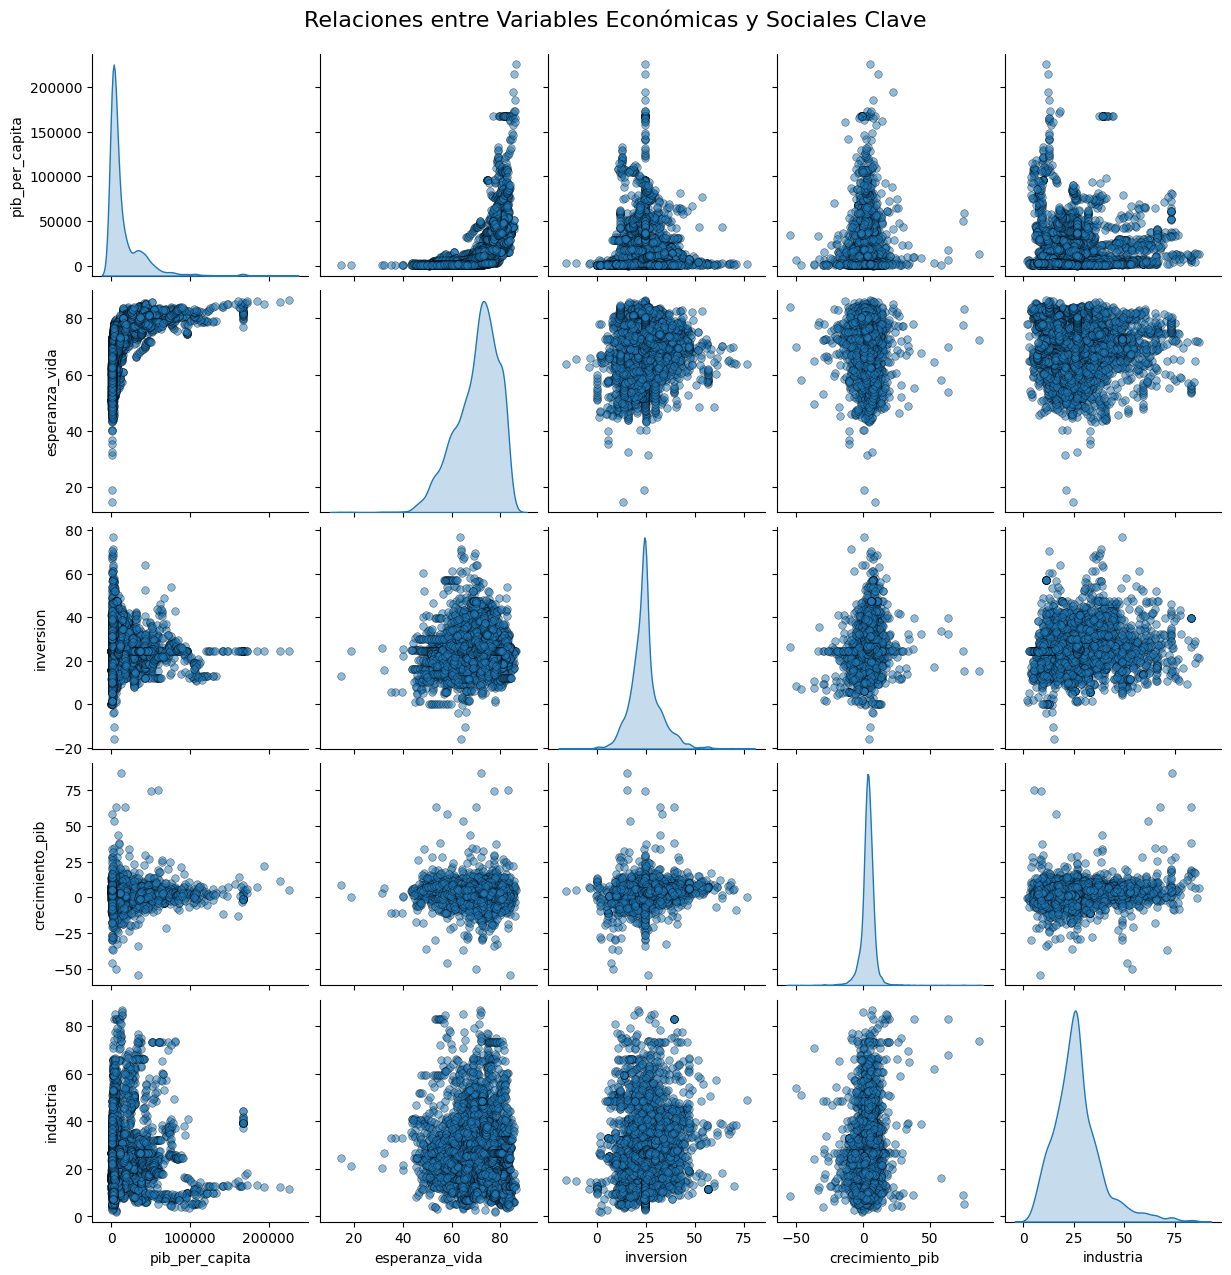 Relaciones entre Variables Económicas y Sociales Clave
pib_per_capita
200000
150000
100000
50000
0
esperanza_vida
80
60
40
20
inversion
80
60
40
20
0
−20
crecimiento_pib
75
50
25
0
−25
−50
industria
80
60
40
20
0
0 100000 200000
20 40 60 80
0 25 50 75
−50 0 50
0 25 50 75
pib_per_capita esperanza_vida inversion crecimiento_pib industria